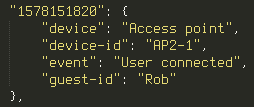 "1578151820": {
"device": "Access point",
"device-id": "AP2-1",
"event": "User connected",
"guest-id": "Rob"
},